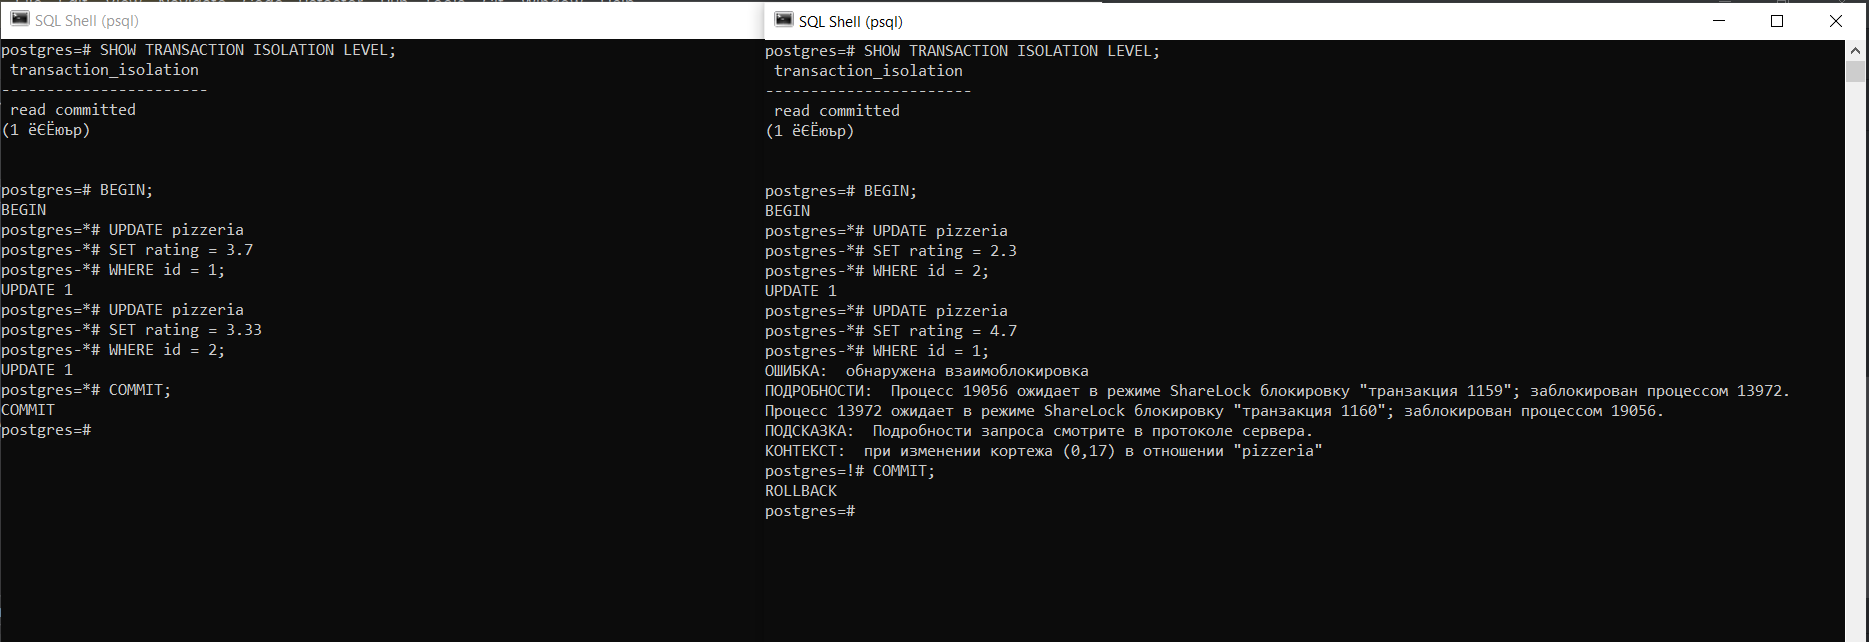 SQL Shell (psql)
postgres=# SHOW TRANSACTION ISOLATION LEVEL;
 transaction_isolation
-----------------------
 read committed
(1 ёЄЁюър)
postgres=# BEGIN;
BEGIN
postgres=*# UPDATE pizzeria
postgres-*# SET rating = 3.7
postgres-*# WHERE id = 1;
UPDATE 1
postgres=*# UPDATE pizzeria
postgres-*# SET rating = 3.33
postgres-*# WHERE id = 2;
UPDATE 1
postgres=*# COMMIT;
COMMIT
postgres=#
SQL Shell (psql)
postgres=# SHOW TRANSACTION ISOLATION LEVEL;
 transaction_isolation
-----------------------
 read committed
(1 ёЄЁюър)
postgres=# BEGIN;
BEGIN
postgres=*# UPDATE pizzeria
postgres-*# SET rating = 2.3
postgres-*# WHERE id = 2;
UPDATE 1
postgres=*# UPDATE pizzeria
postgres-*# SET rating = 4.7
postgres-*# WHERE id = 1;
ОШИБКА:  обнаружена взаимоблокировка
ПОДРОБНОСТИ:  Процесс 19056 ожидает в режиме ShareLock блокировку "транзакция 1159"; заблокирован процессом 13972.
Процесс 13972 ожидает в режиме ShareLock блокировку "транзакция 1160"; заблокирован процессом 19056.
ПОДСКАЗКА:  Подробности запроса смотрите в протоколе сервера.
КОНТЕКСТ:  при изменении кортежа (0,17) в отношении "pizzeria"
postgres=!# COMMIT;
ROLLBACK
postgres=#